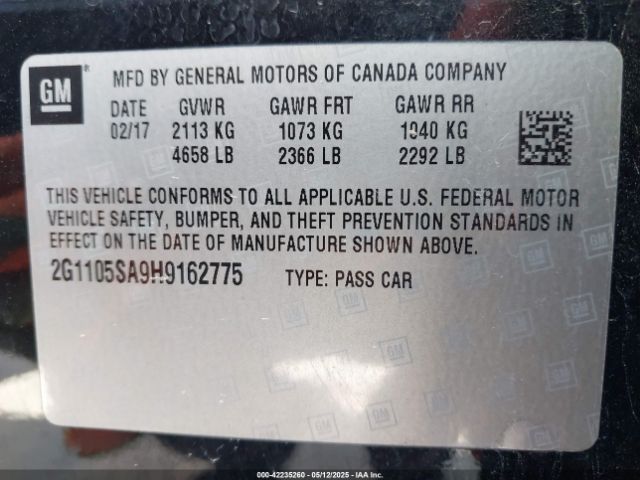 GM
MFD BY GENERAL MOTORS OF CANADA COMPANY
DATE GVWR GAWR FRT GAWR RR
02/17 2113 KG 1073 KG 1040 KG
4658 LB 2366 LB 2292 LB
THIS VEHICLE CONFORMS TO ALL APPLICABLE U.S. FEDERAL MOTOR
VEHICLE SAFETY, BUMPER, AND THEFT PREVENTION STANDARDS IN
EFFECT ON THE DATE OF MANUFACTURE SHOWN ABOVE.
2G1105SA9H9162775 TYPE: PASS CAR
000-42235260 - 05/12/2025 - IAA Inc.